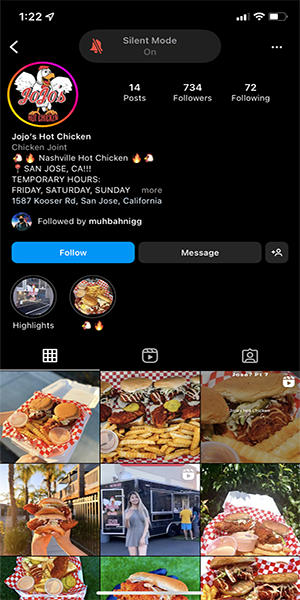 1:22
Silent Mode
On
JoJo's
HOT CHICKEN
14 734 72
Posts Followers Following
Jojo's Hot Chicken
Chicken Joint
🐔🔥 Nashville Hot Chicken 🔥🐔
📍 SAN JOSE, CA!!!
TEMPORARY HOURS:
FRIDAY, SATURDAY, SUNDAY more
1587 Kooser Rd, San Jose, California
Followed by muhbahnigg
Follow Message
Highlights 🐔🔥
Jose? Pt 7
JoJo's Hot Chicken